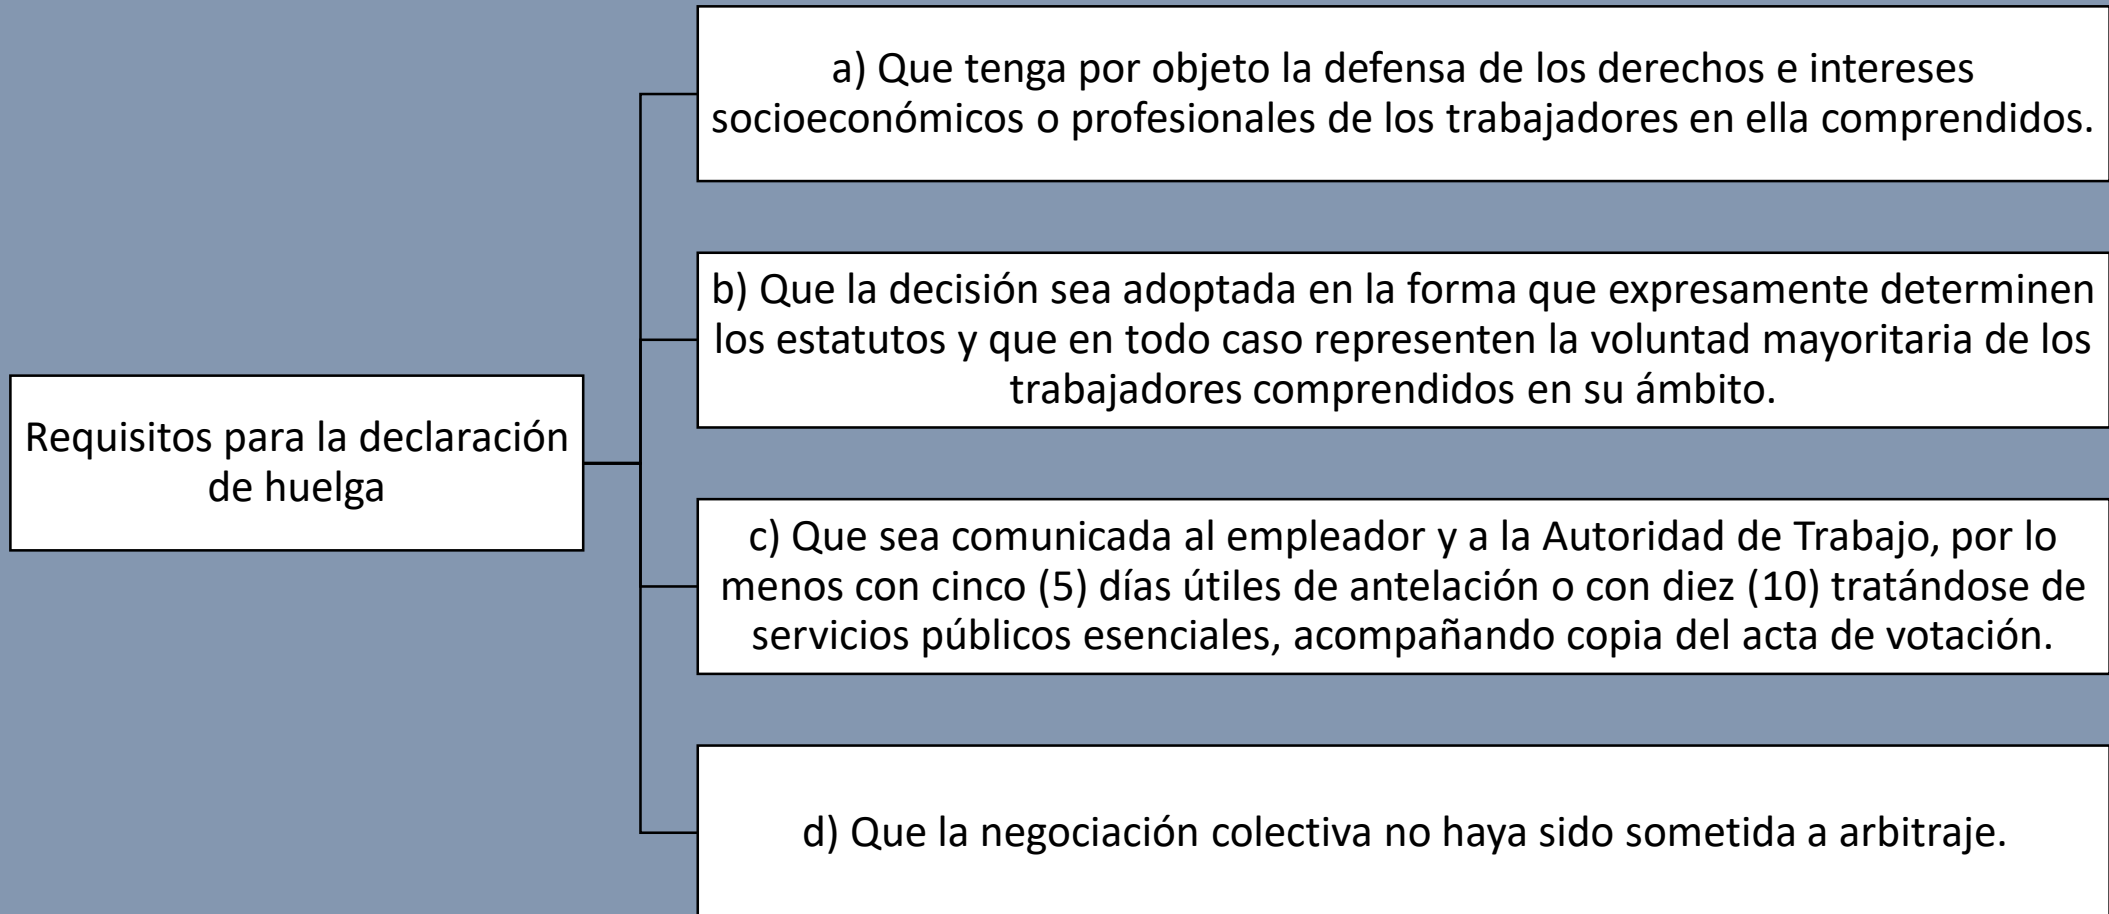 a) Que tenga por objeto la defensa de los derechos e intereses
socioeconómicos o profesionales de los trabajadores en ella comprendidos.
b) Que la decisión sea adoptada en la forma que expresamente determinen
los estatutos y que en todo caso representen la voluntad mayoritaria de los
trabajadores comprendidos en su ámbito.
Requisitos para la declaración
de huelga
c) Que sea comunicada al empleador y a la Autoridad de Trabajo, por lo
menos con cinco (5) días útiles de antelación o con diez (10) tratándose de
servicios públicos esenciales, acompañando copia del acta de votación.
d) Que la negociación colectiva no haya sido sometida a arbitraje.